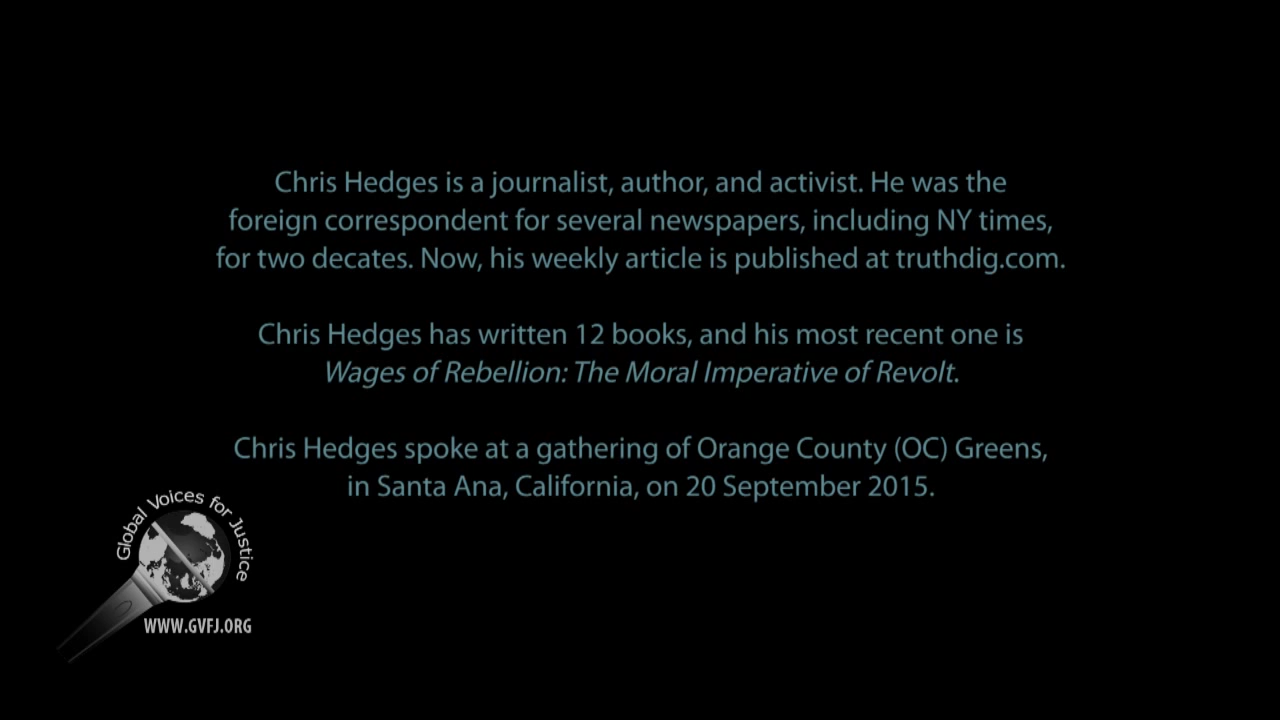 Chris Hedges is a journalist, author, and activist. He was the
foreign correspondent for several newspapers, including NY times,
for two decates. Now, his weekly article is published at truthdig.com.
Chris Hedges has written 12 books, and his most recent one is
Wages of Rebellion: The Moral Imperative of Revolt.
Chris Hedges spoke at a gathering of Orange County (OC) Greens,
in Santa Ana, California, on 20 September 2015.
Global Voices for Justice
WWW.GVFJ.ORG